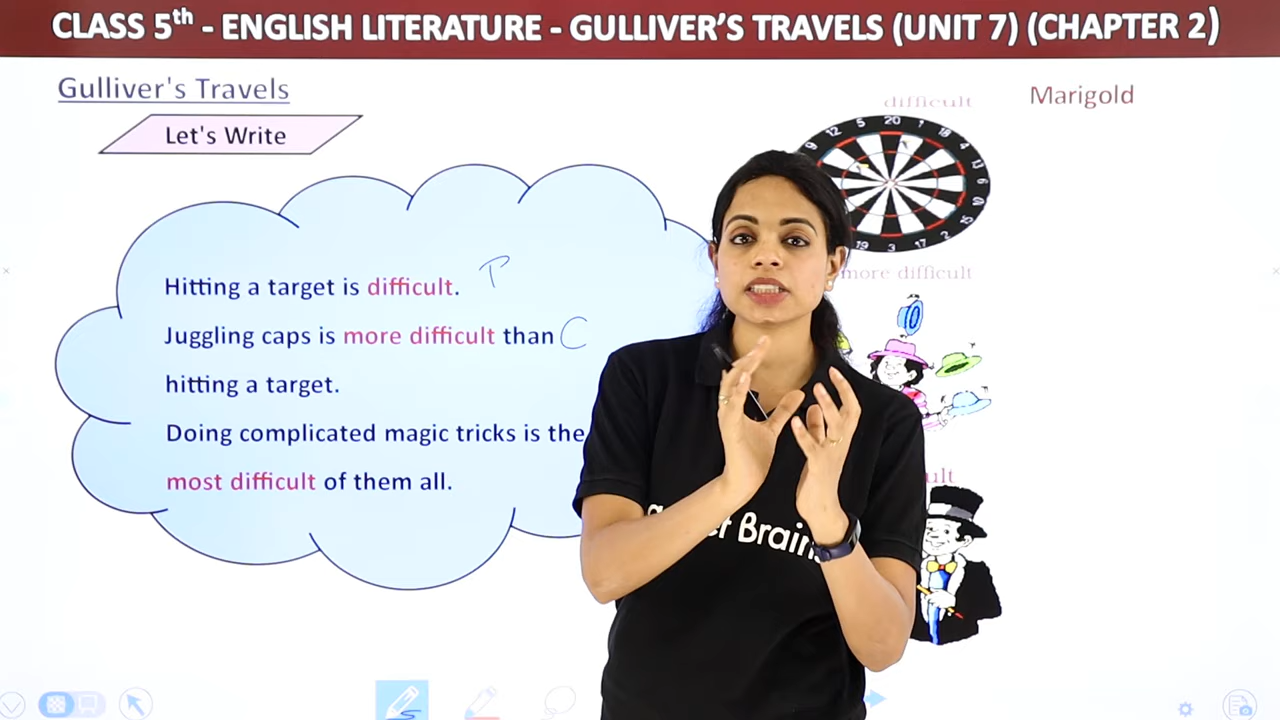 CLASS 5th - ENGLISH LITERATURE - GULLIVER'S TRAVELS (UNIT 7) (CHAPTER 2)
Gulliver's Travels
Marigold
difficult
Let's Write
Hitting a target is difficult. P
more difficult
Juggling caps is more difficult than C
hitting a target.
Doing complicated magic tricks is the
most difficult of them all.
Brain